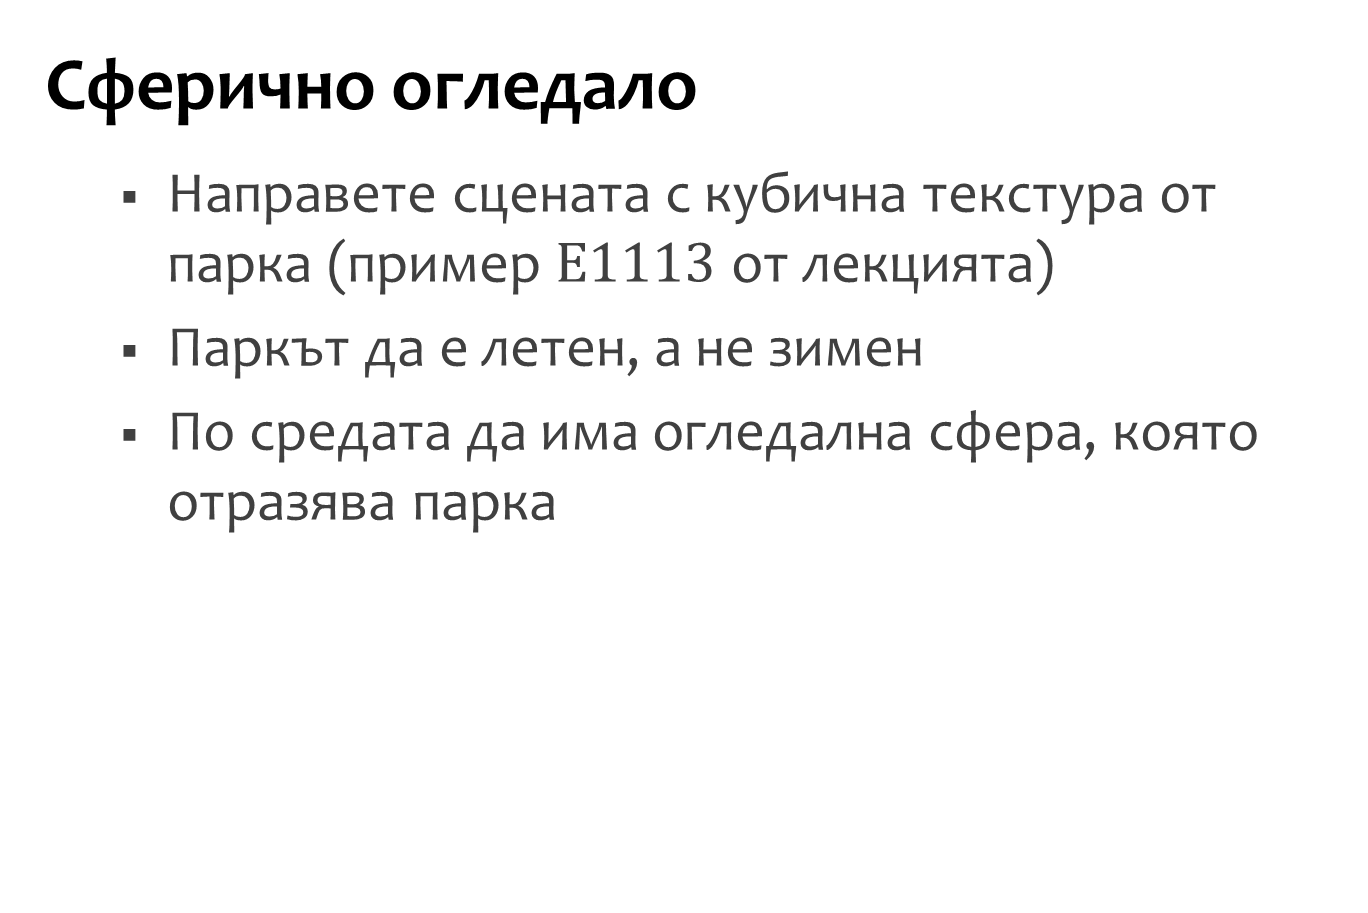 Сферично огледало
▪ Направете сцената с кубична текстура от
парка (пример E1113 от лекцията)
▪ Паркът да е летен, а не зимен
▪ По средата да има огледална сфера, която
отразява парка